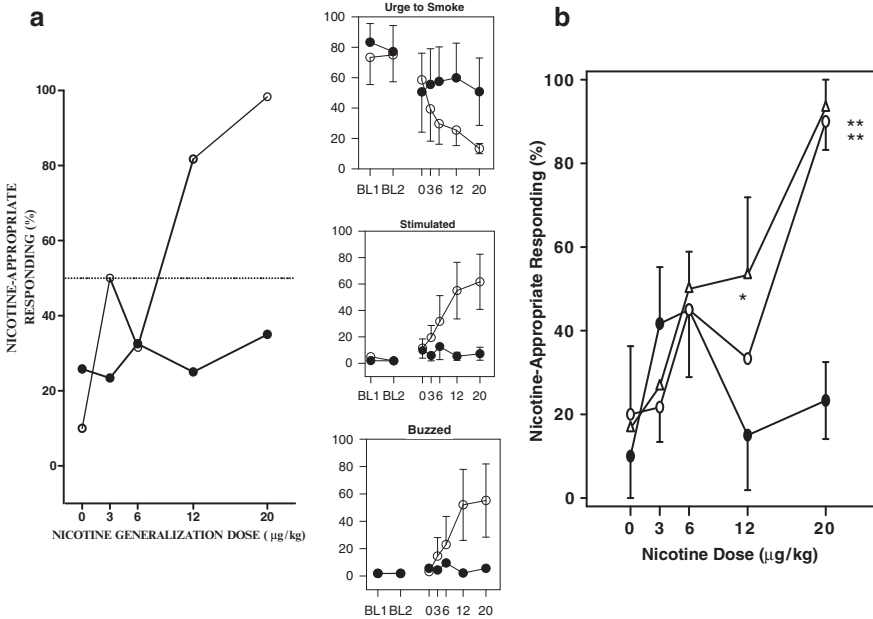 a
NICOTINE-APPROPRIATE
RESPONDING (%)
100
80
60
40
20
0
0 3 6 12 20
NICOTINE GENERALIZATION DOSE ( μg/kg)
Urge to Smoke
100
80
60
40
20
0
BL1 BL2 0 3 6 12 20
Stimulated
100
80
60
40
20
0
BL1 BL2 0 3 6 12 20
Buzzed
100
80
60
40
20
0
BL1 BL2 0 3 6 12 20
b
Nicotine-Appropriate Responding (%)
100
80
60
40
20
0
**
**
*
0 3 6 12 20
Nicotine Dose (μg/kg)